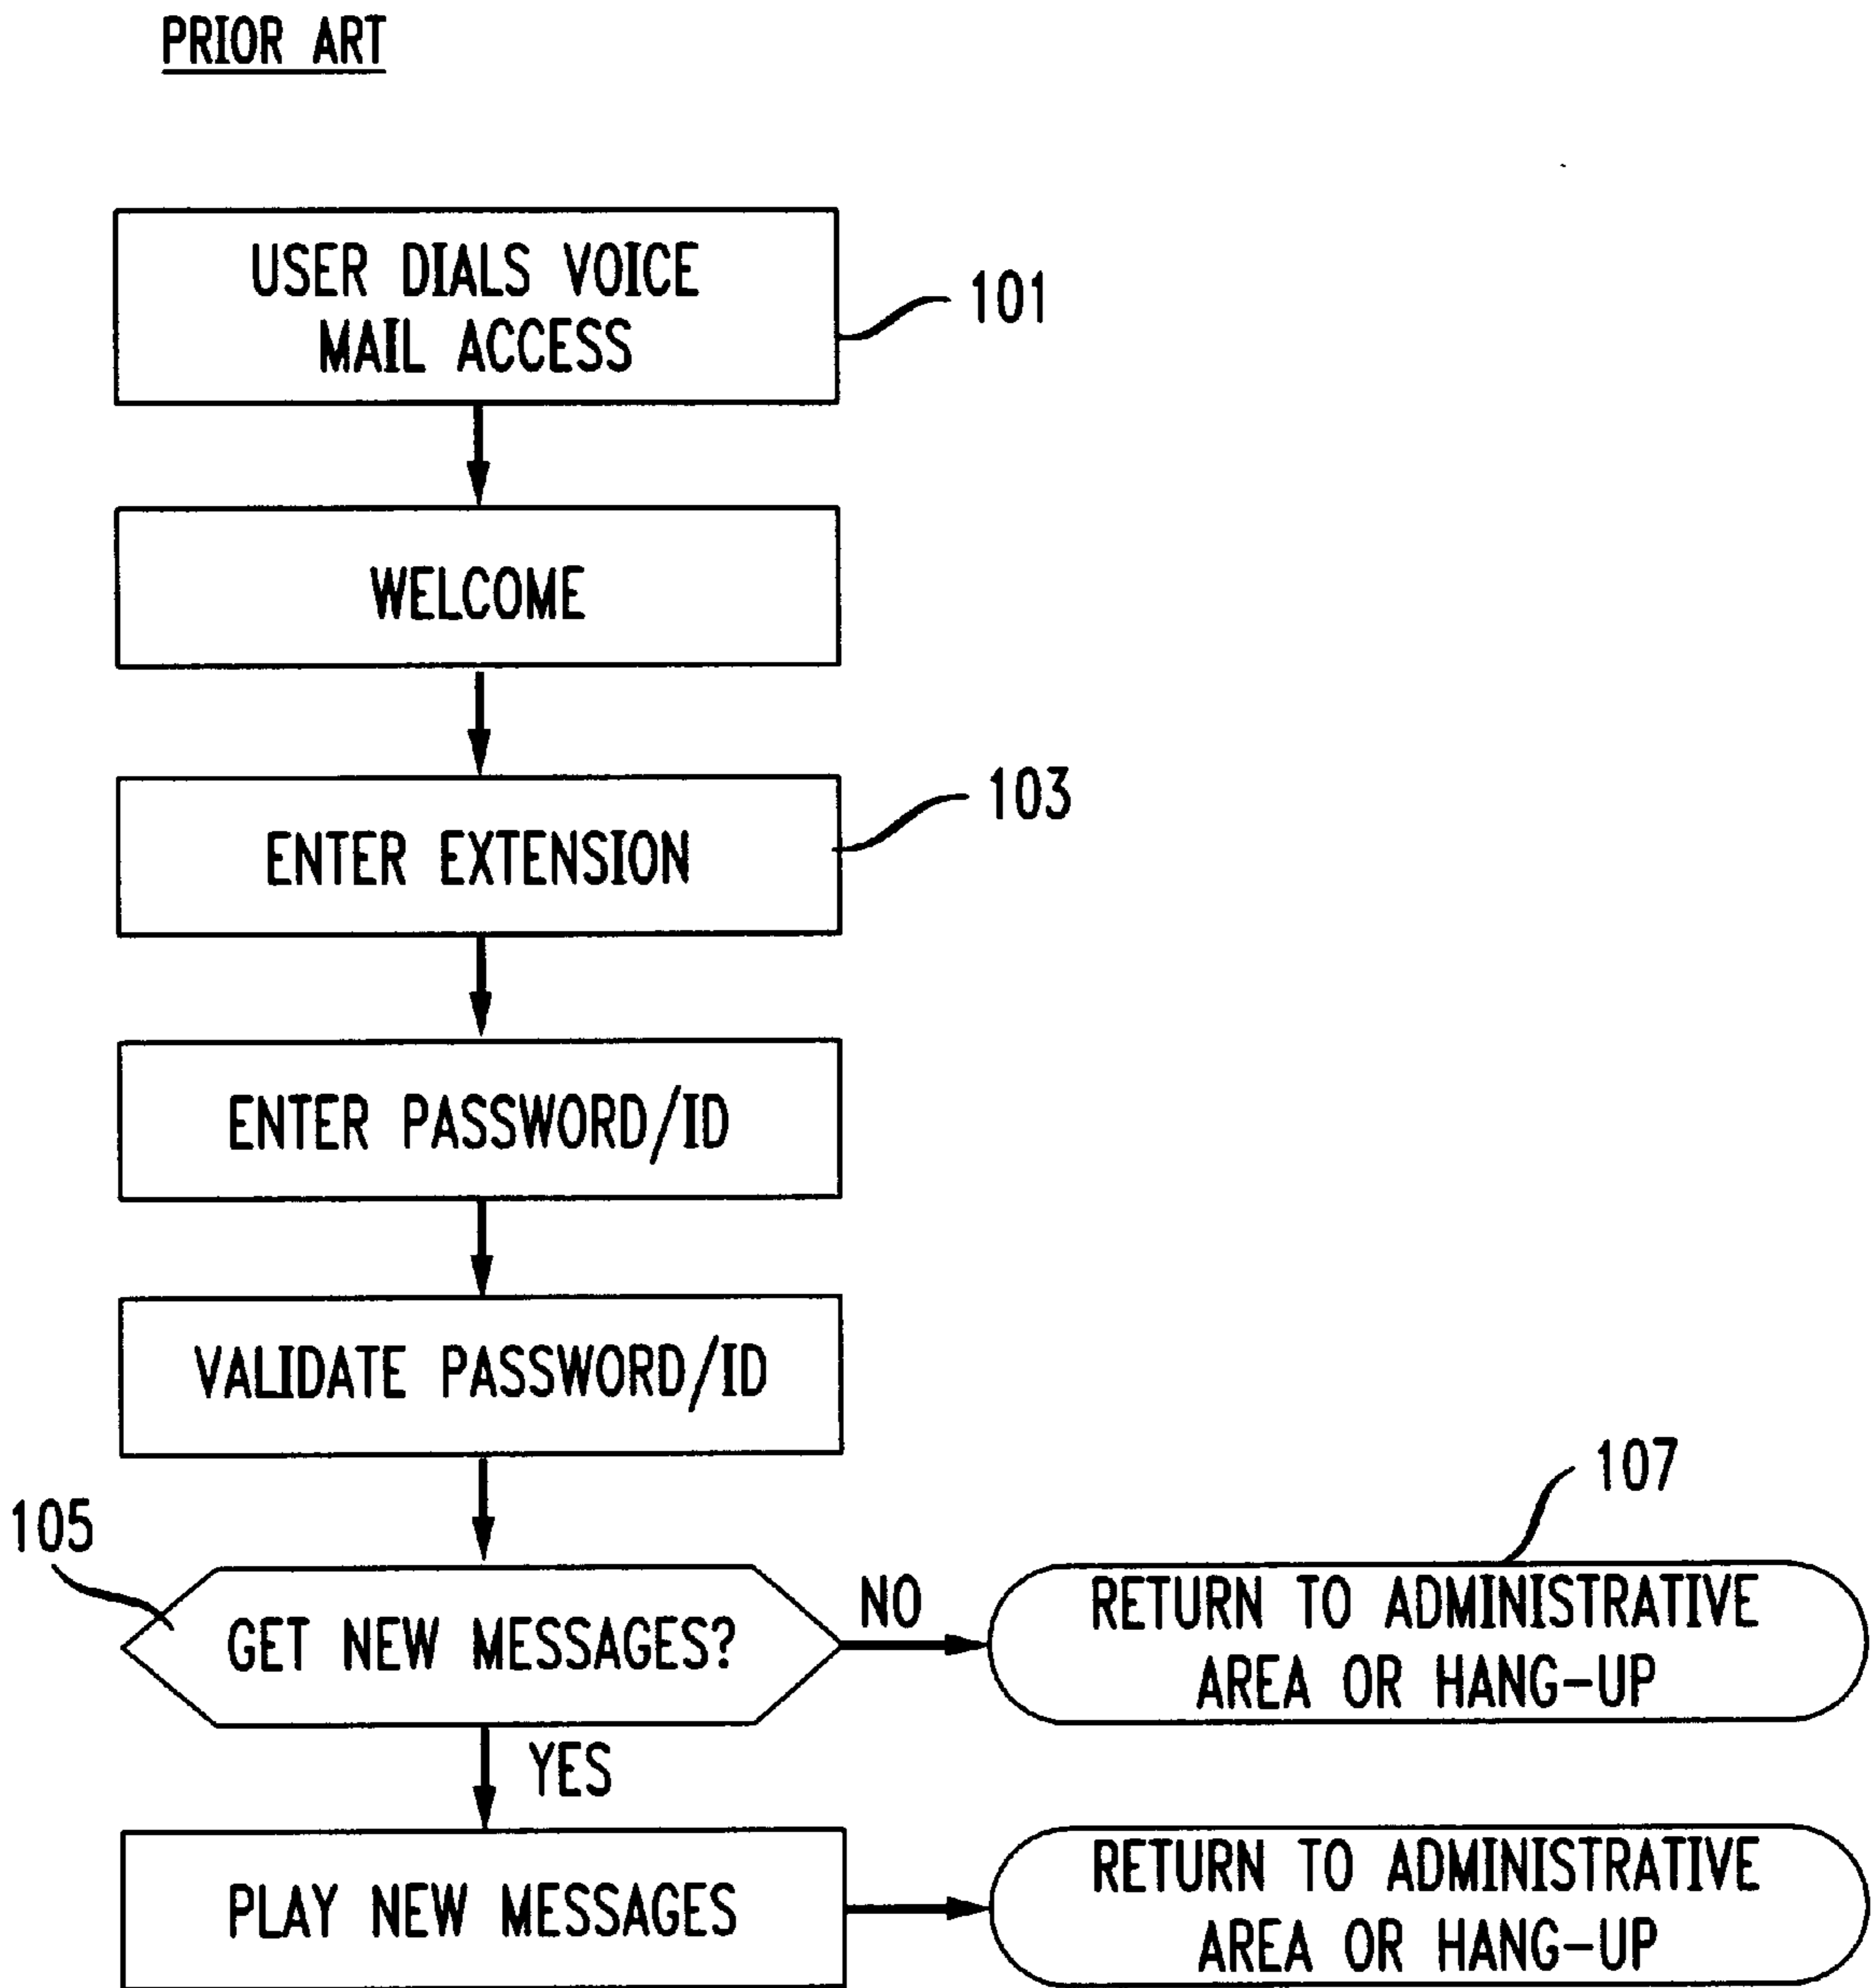 PRIOR ART
USER DIALS VOICE
MAIL ACCESS
101
WELCOME
ENTER EXTENSION
103
ENTER PASSWORD/ID
VALIDATE PASSWORD/ID
105
GET NEW MESSAGES?
NO
107
RETURN TO ADMINISTRATIVE
AREA OR HANG-UP
YES
PLAY NEW MESSAGES
RETURN TO ADMINISTRATIVE
AREA OR HANG-UP